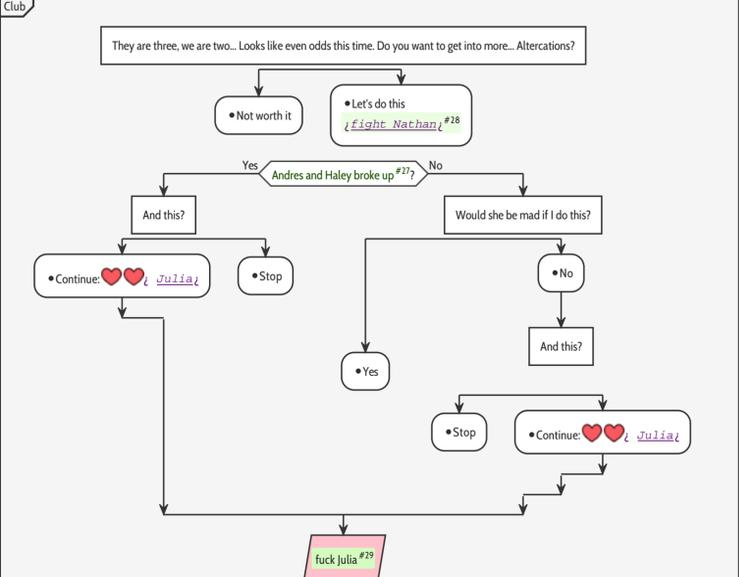 Club
They are three, we are two... Looks like even odds this time. Do you want to get into more... Altercations?
•Not worth it
•Let's do this
¿fight Nathan¿ #28
Yes
Andres and Haley broke up #27?
No
And this?
Would she be mad if I do this?
•Continue:❤️❤️¿ Julia¿
•Stop
•No
And this?
•Yes
•Stop
•Continue:❤️❤️¿ Julia¿
fuck Julia #29